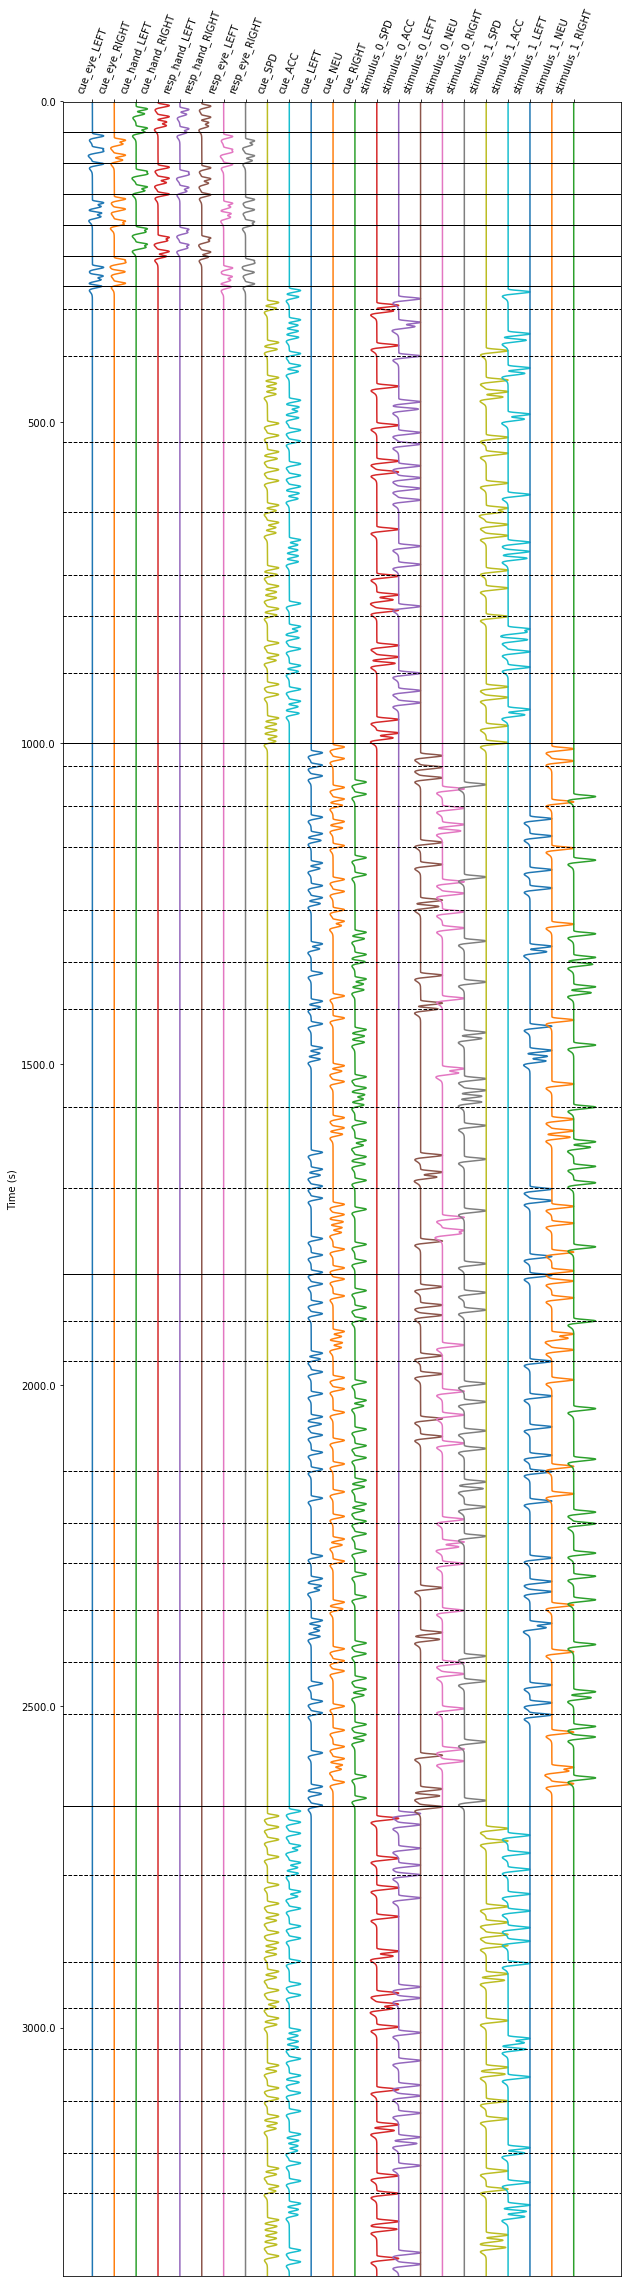 cue_eye_LEFT
cue_eye_RIGHT
cue_hand_LEFT
cue_hand_RIGHT
resp_hand_LEFT
resp_hand_RIGHT
resp_eye_LEFT
resp_eye_RIGHT
cue_SPD
cue_ACC
cue_LEFT
cue_NEU
cue_RIGHT
stimulus_0_SPD
stimulus_0_ACC
stimulus_0_LEFT
stimulus_0_NEU
stimulus_0_RIGHT
stimulus_1_SPD
stimulus_1_ACC
stimulus_1_LEFT
stimulus_1_NEU
stimulus_1_RIGHT
0.0
500.0
1000.0
1500.0
Time (s)
2000.0
2500.0
3000.0